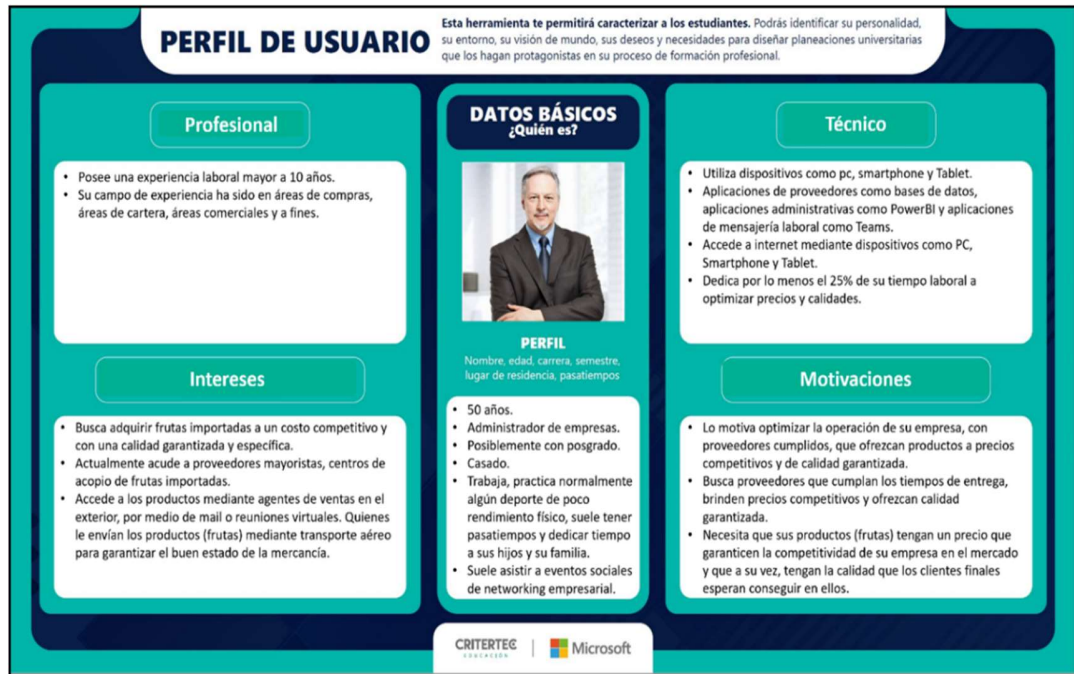 PERFIL DE USUARIO
Esta herramienta te permitirá caracterizar a los estudiantes. Podrás identificar su personalidad,
su entorno, su visión de mundo, sus deseos y necesidades para diseñar planeaciones universitarias
que los hagan protagonistas en su proceso de formación profesional.
Profesional
• Posee una experiencia laboral mayor a 10 años.
• Su campo de experiencia ha sido en áreas de compras,
áreas de cartera, áreas comerciales y a fines.
Intereses
• Busca adquirir frutas importadas a un costo competitivo y
con una calidad garantizada y específica.
• Actualmente acude a proveedores mayoristas, centros de
acopio de frutas importadas.
• Accede a los productos mediante agentes de ventas en el
exterior, por medio de mail o reuniones virtuales. Quienes
le envían los productos (frutas) mediante transporte aéreo
para garantizar el buen estado de la mercancía.
DATOS BÁSICOS
¿Quién es?
PERFIL
Nombre, edad, carrera, semestre,
lugar de residencia, pasatiempos
• 50 años.
• Administrador de empresas.
• Posiblemente con posgrado.
• Casado.
• Trabaja, practica normalmente
algún deporte de poco
rendimiento físico, suele tener
pasatiempos y dedicar tiempo
a sus hijos y su familia.
• Suele asistir a eventos sociales
de networking empresarial.
Técnico
• Utiliza dispositivos como pc, smartphone y Tablet.
• Aplicaciones de proveedores como bases de datos,
aplicaciones administrativas como PowerBI y aplicaciones
de mensajería laboral como Teams.
• Accede a internet mediante dispositivos como PC,
Smartphone y Tablet.
• Dedica por lo menos el 25% de su tiempo laboral a
optimizar precios y calidades.
Motivaciones
• Lo motiva optimizar la operación de su empresa, con
proveedores cumplidos, que ofrezcan productos a precios
competitivos y de calidad garantizada.
• Busca proveedores que cumplan los tiempos de entrega,
brinden precios competitivos y ofrezcan calidad
garantizada.
• Necesita que sus productos (frutas) tengan un precio que
garanticen la competitividad de su empresa en el mercado
y que a su vez, tengan la calidad que los clientes finales
esperan conseguir en ellos.
CRITERTEC
EDUCACIÓN
Microsoft